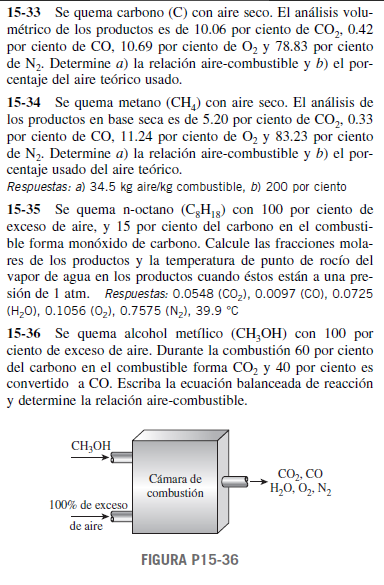 15-33 Se quema carbono (C) con aire seco. El análisis volu-
métrico de los productos es de 10.06 por ciento de CO₂, 0.42
por ciento de CO, 10.69 por ciento de O₂ y 78.83 por ciento
de N₂. Determine a) la relación aire-combustible y b) el por-
centaje del aire teórico usado.
15-34 Se quema metano (CH₄) con aire seco. El análisis de
los productos en base seca es de 5.20 por ciento de CO₂, 0.33
por ciento de CO, 11.24 por ciento de O₂ y 83.23 por ciento
de N₂. Determine a) la relación aire-combustible y b) el por-
centaje usado del aire teórico.
Respuestas: a) 34.5 kg aire/kg combustible, b) 200 por ciento
15-35 Se quema n-octano (C₈H₁₈) con 100 por ciento de
exceso de aire, y 15 por ciento del carbono en el combusti-
ble forma monóxido de carbono. Calcule las fracciones mola-
res de los productos y la temperatura de punto de rocío del
vapor de agua en los productos cuando éstos están a una pre-
sión de 1 atm. Respuestas: 0.0548 (CO₂), 0.0097 (CO), 0.0725
(H₂O), 0.1056 (O₂), 0.7575 (N₂), 39.9 °C
15-36 Se quema alcohol metílico (CH₃OH) con 100 por
ciento de exceso de aire. Durante la combustión 60 por ciento
del carbono en el combustible forma CO₂ y 40 por ciento es
convertido a CO. Escriba la ecuación balanceada de reacción
y determine la relación aire-combustible.
CH₃OH
Cámara de
combustión
CO₂, CO
H₂O, O₂, N₂
100% de exceso
de aire
FIGURA P15-36